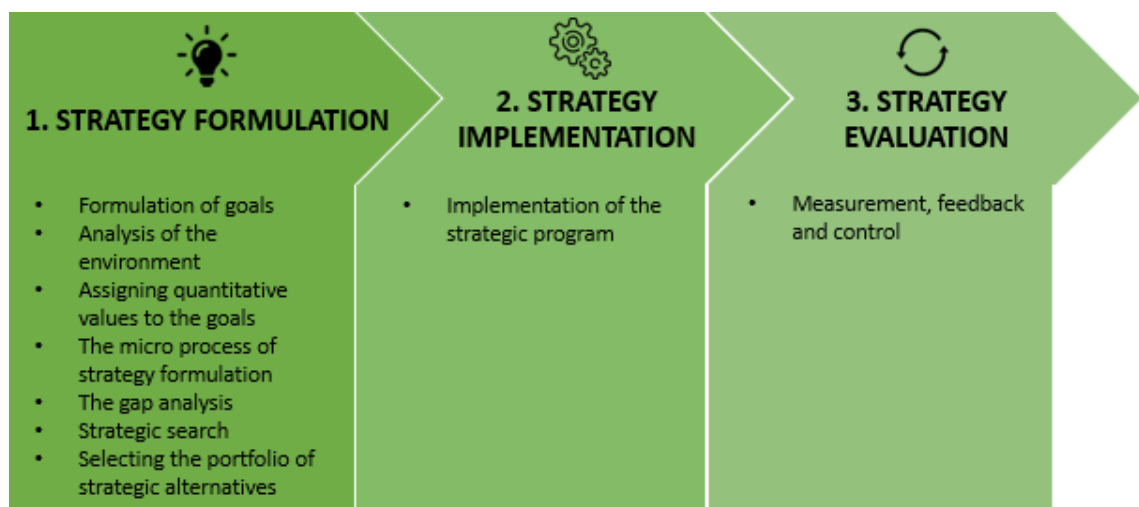 1. STRATEGY FORMULATION
• Formulation of goals
• Analysis of the
environment
• Assigning quantitative
values to the goals
• The micro process of
strategy formulation
• The gap analysis
• Strategic search
• Selecting the portfolio of
strategic alternatives
2. STRATEGY
IMPLEMENTATION
• Implementation of the
strategic program
3. STRATEGY
EVALUATION
• Measurement, feedback
and control